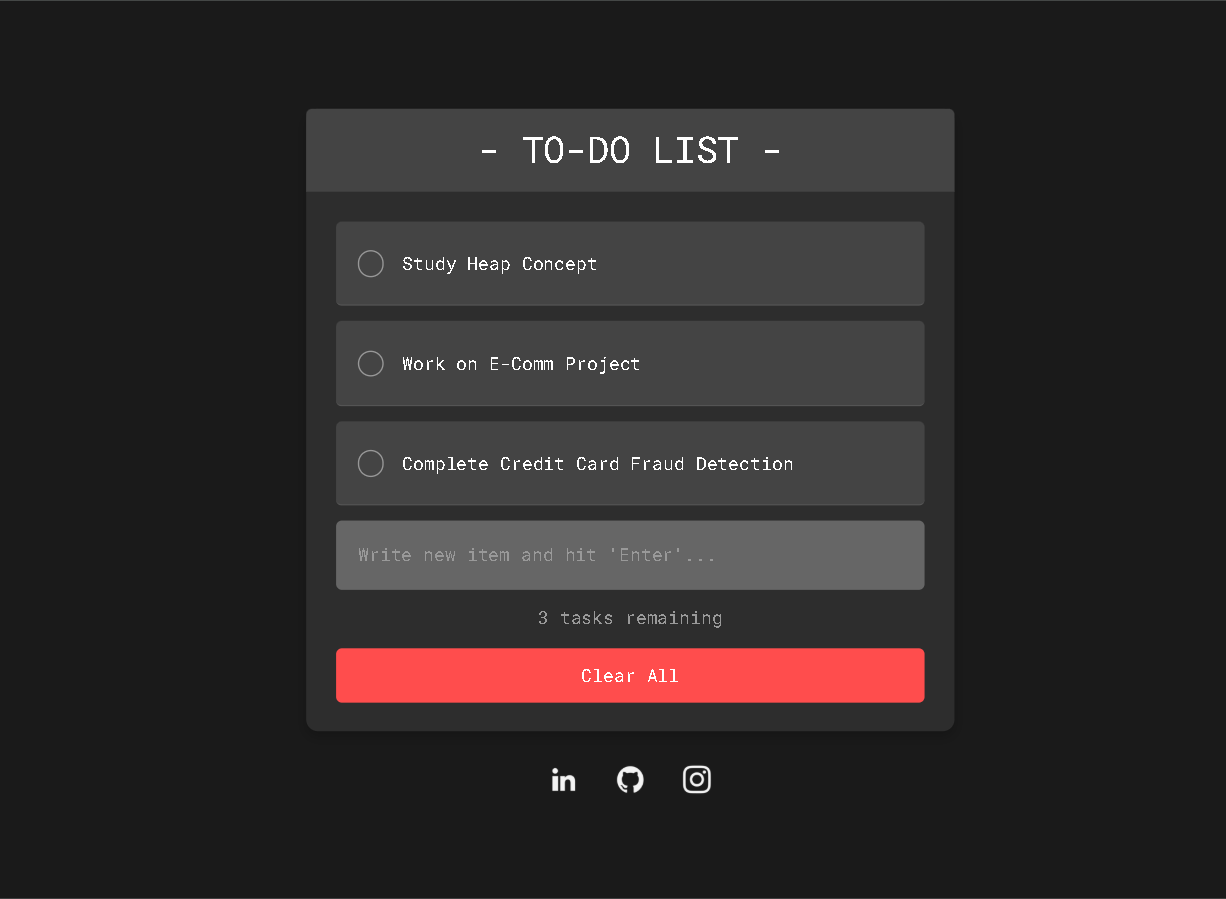 - TO-DO LIST -
Study Heap Concept
Work on E-Comm Project
Complete Credit Card Fraud Detection
Write new item and hit 'Enter'...
3 tasks remaining
Clear All
in